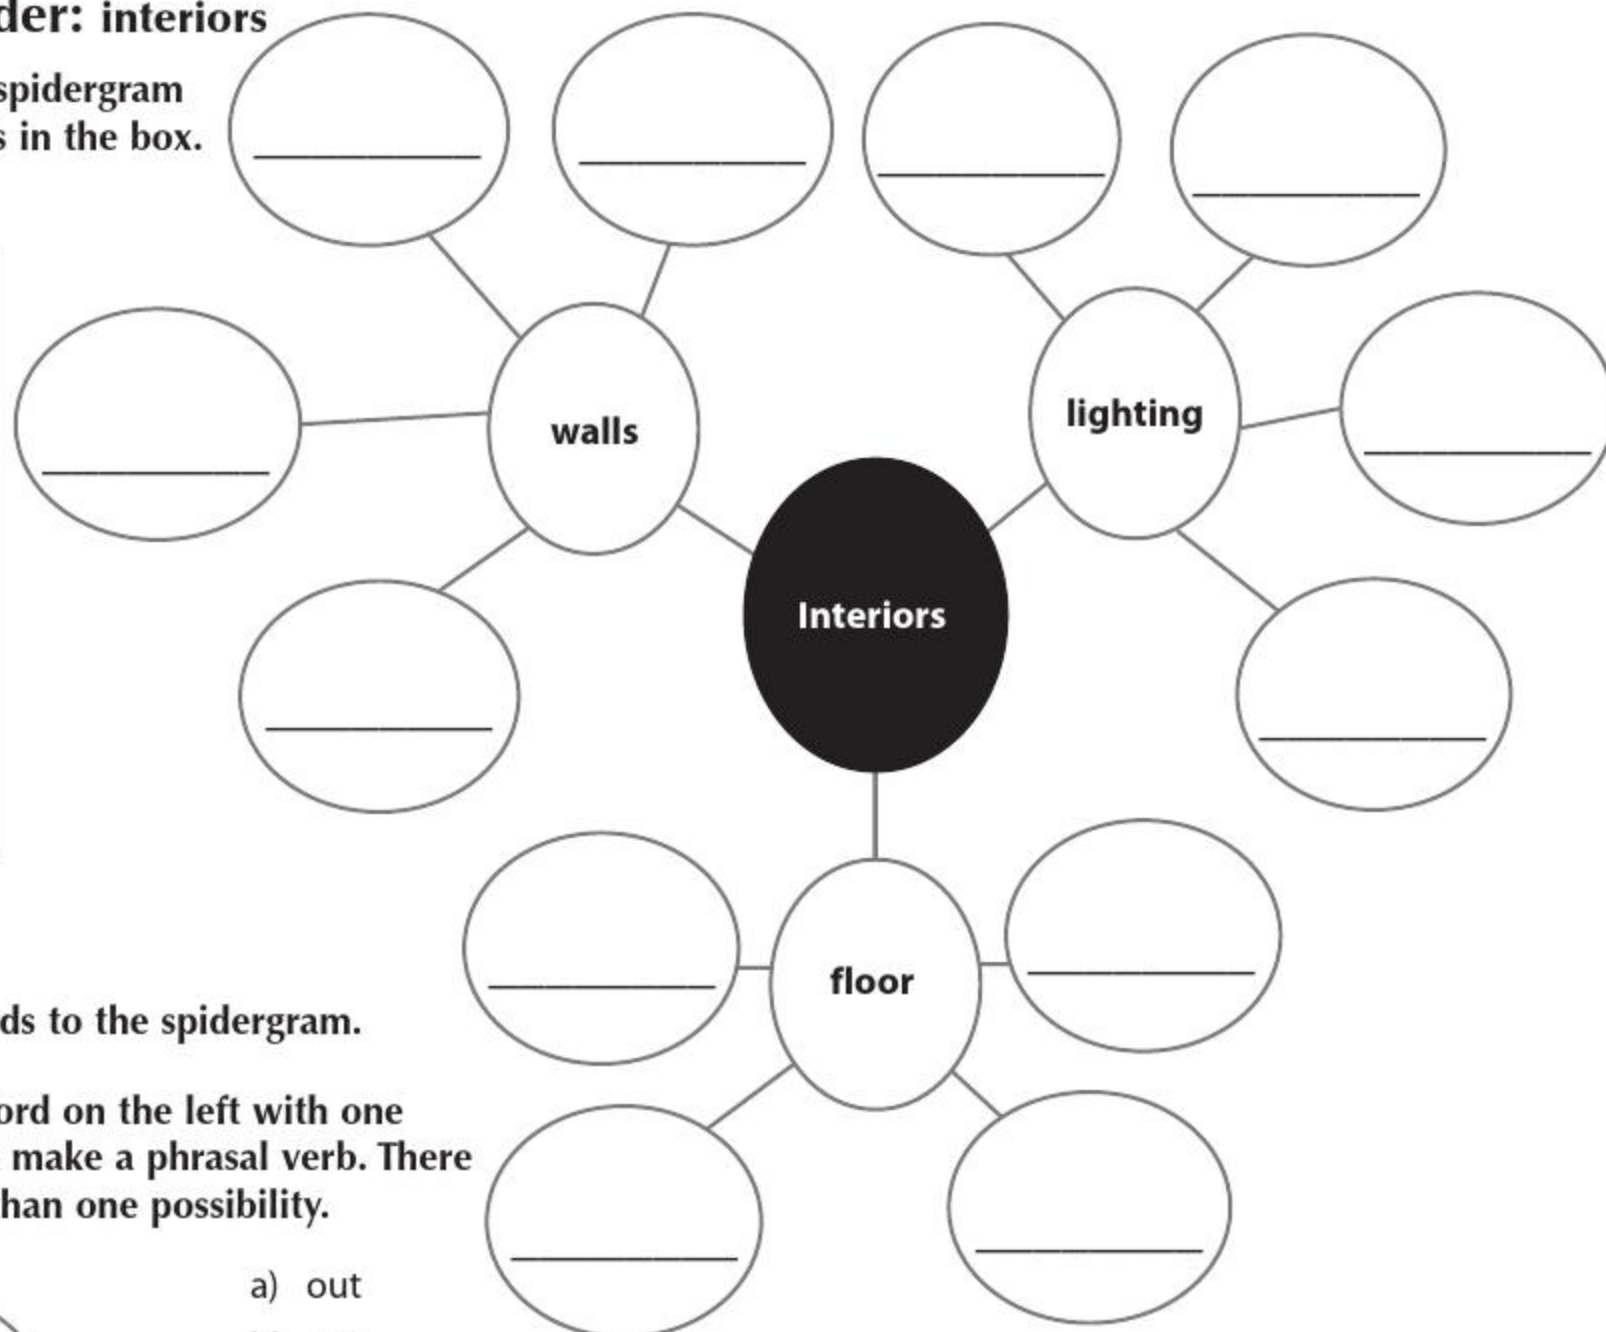 der: interiors
spidergram
s in the box.
walls
lighting
Interiors
floor
ds to the spidergram.
ord on the left with one
make a phrasal verb. There
han one possibility.
a) out